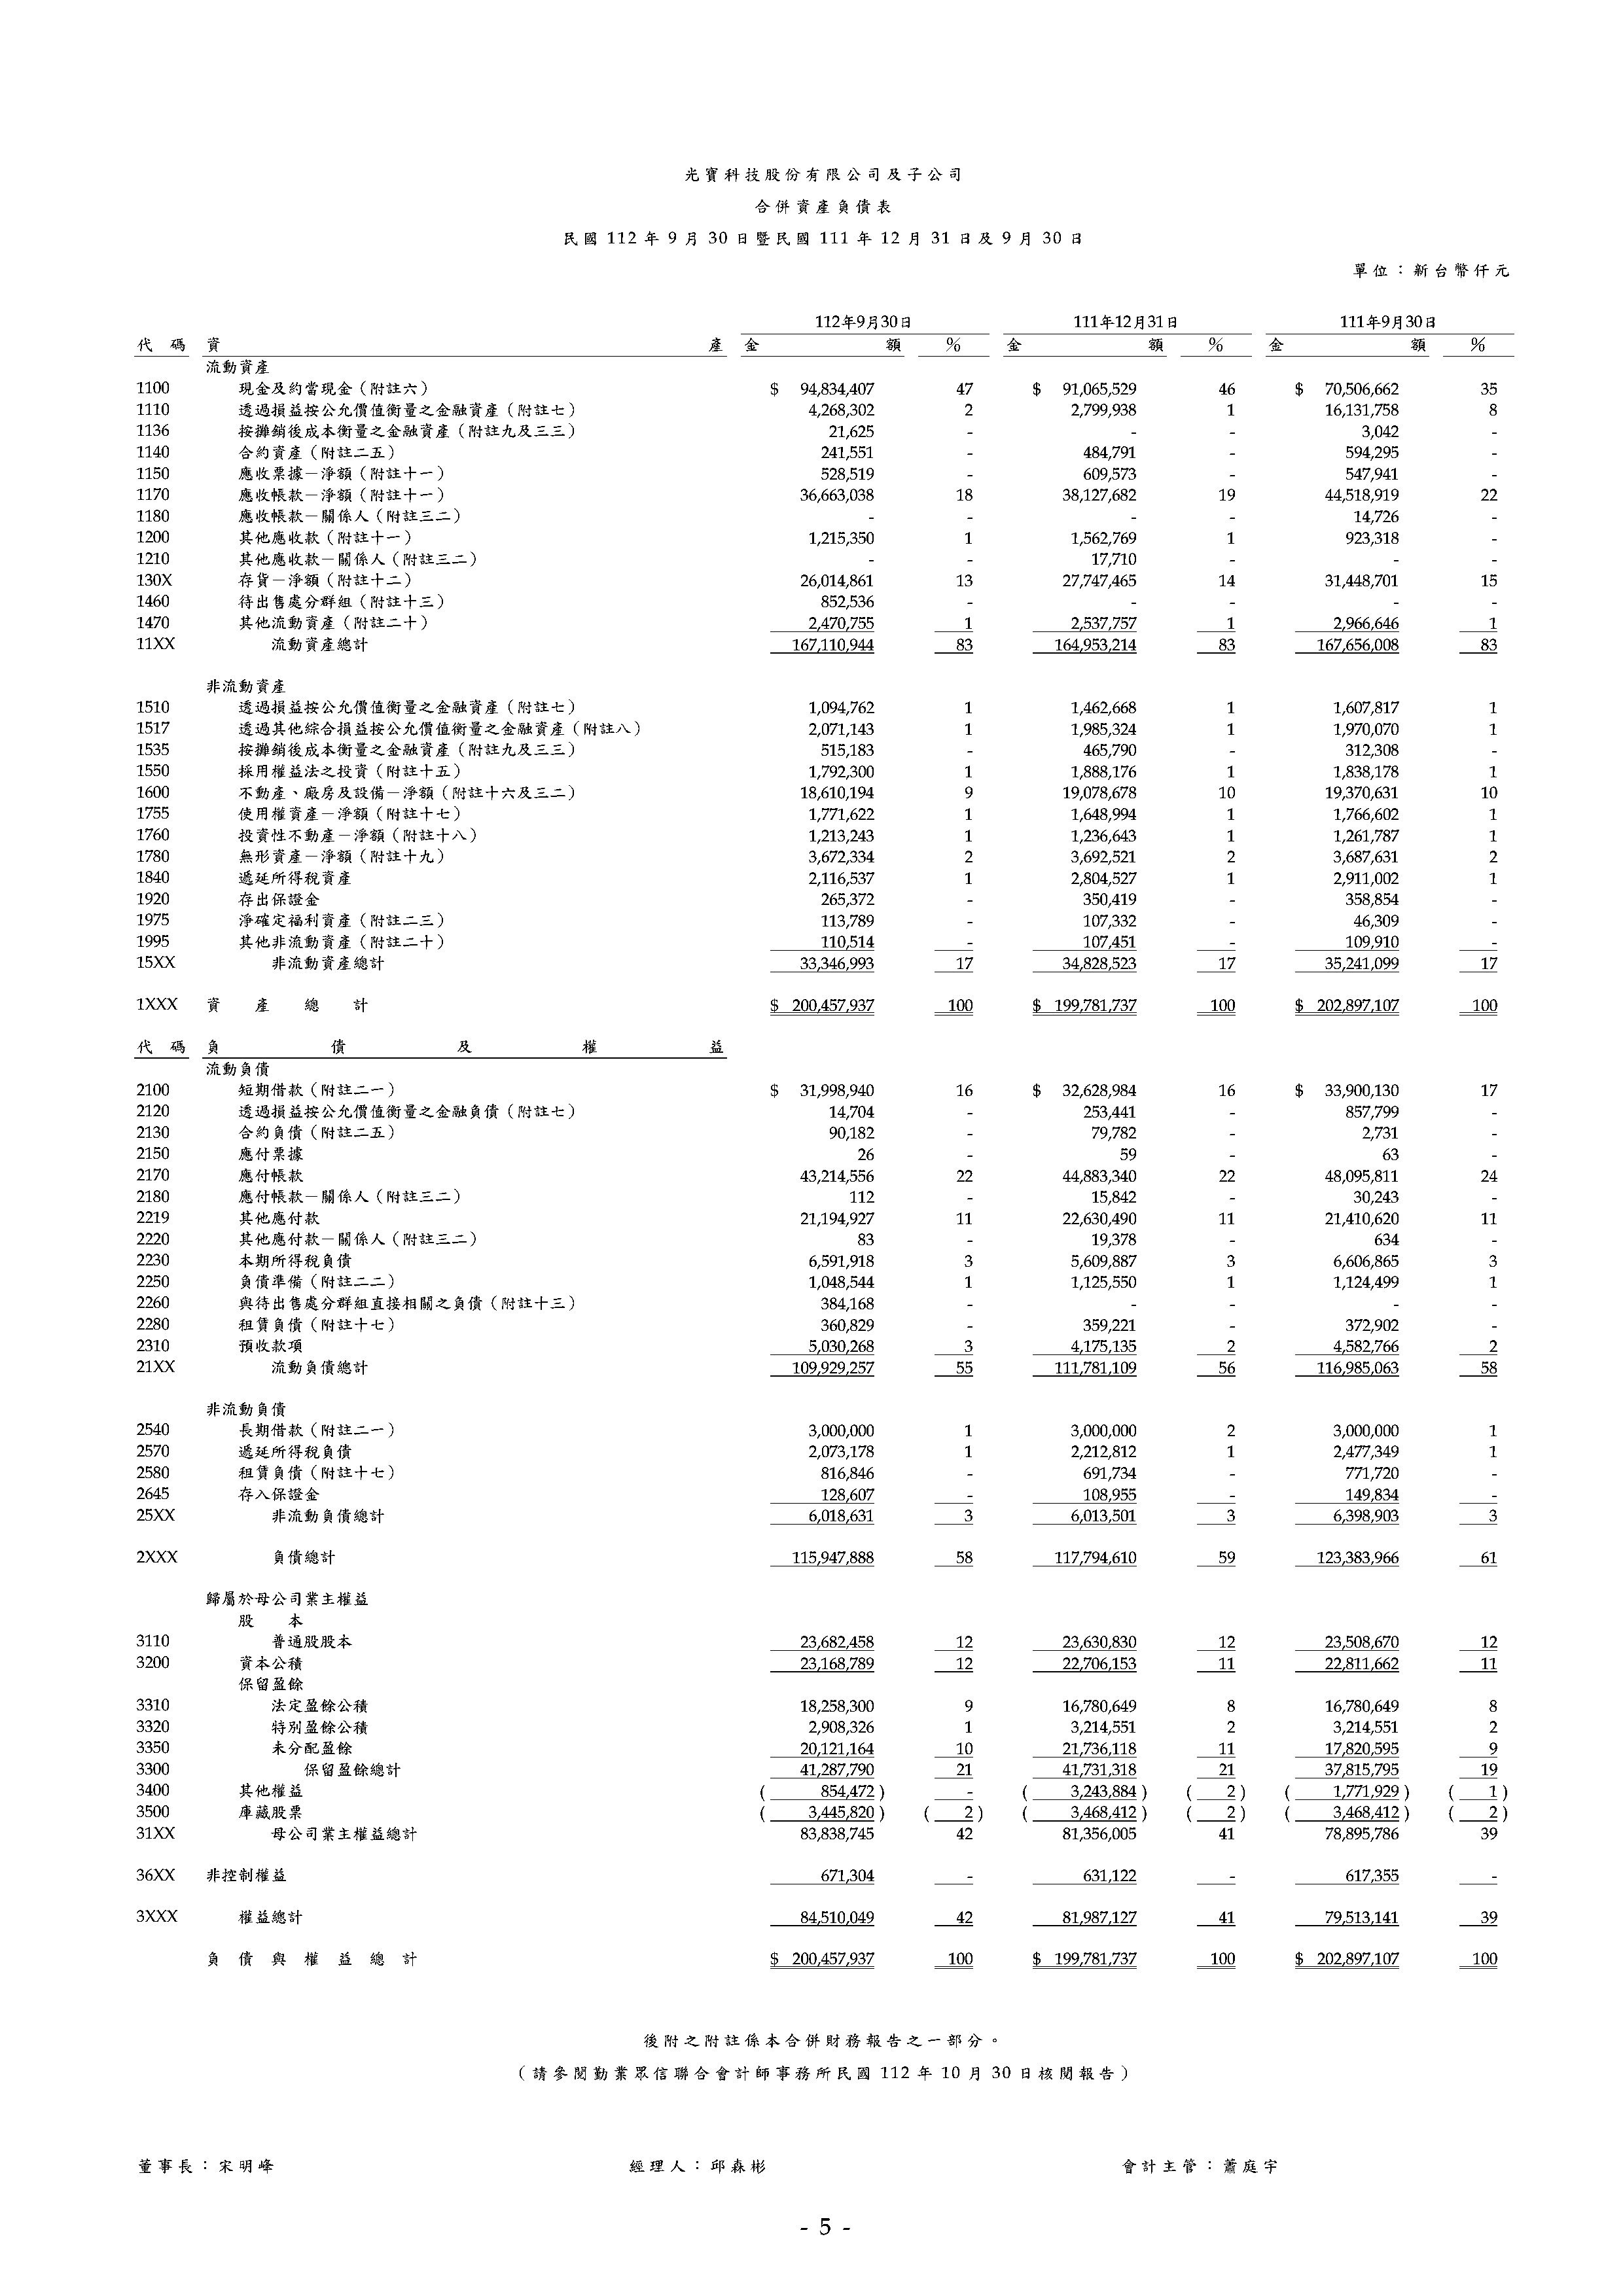 光寶科技股份有限公司及子公司
合併資產負債表
民國 112 年 9 月 30 日暨民國 111 年 12 月 31 日及 9 月 30 日
單位：新台幣仟元
112年9月30日 111年12月31日 111年9月30日
代 碼 資 產 金 額 % 金 額 % 金 額 %
流動資產
1100 現金及約當現金（附註六） $ 94,834,407 47 $ 91,065,529 46 $ 70,506,662 35
1110 透過損益按公允價值衡量之金融資產（附註七） 4,268,302 2 2,799,938 1 16,131,758 8
1136 按攤銷後成本衡量之金融資產（附註九及三三） 21,625 - - - 3,042 -
1140 合約資產（附註二五） 241,551 - 484,791 - 594,295 -
1150 應收票據－淨額（附註十一） 528,519 - 609,573 - 547,941 -
1170 應收帳款－淨額（附註十一） 36,663,038 18 38,127,682 19 44,518,919 22
1180 應收帳款－關係人（附註三二） - - - - 14,726 -
1200 其他應收款（附註十一） 1,215,350 1 1,562,769 1 923,318 -
1210 其他應收款－關係人（附註三二） - - 17,710 - - -
130X 存貨－淨額（附註十二） 26,014,861 13 27,747,465 14 31,448,701 15
1460 待出售處分群組（附註十三） 852,536 - - - - -
1470 其他流動資產（附註二十） 2,470,755 1 2,537,757 1 2,966,646 1
11XX 流動資產總計 167,110,944 83 164,953,214 83 167,656,008 83
非流動資產
1510 透過損益按公允價值衡量之金融資產（附註七） 1,094,762 1 1,462,668 1 1,607,817 1
1517 透過其他綜合損益按公允價值衡量之金融資產（附註八） 2,071,143 1 1,985,324 1 1,970,070 1
1535 按攤銷後成本衡量之金融資產（附註九及三三） 515,183 - 465,790 - 312,308 -
1550 採用權益法之投資（附註十五） 1,792,300 1 1,888,176 1 1,838,178 1
1600 不動產、廠房及設備－淨額（附註十六及三二） 18,610,194 9 19,078,678 10 19,370,631 10
1755 使用權資產－淨額（附註十七） 1,771,622 1 1,648,994 1 1,766,602 1
1760 投資性不動產－淨額（附註十八） 1,213,243 1 1,236,643 1 1,261,787 1
1780 無形資產－淨額（附註十九） 3,672,334 2 3,692,521 2 3,687,631 2
1840 遞延所得稅資產 2,116,537 1 2,804,527 1 2,911,002 1
1920 存出保證金 265,372 - 350,419 - 358,854 -
1975 淨確定福利資產（附註二三） 113,789 - 107,332 - 46,309 -
1995 其他非流動資產（附註二十） 110,514 - 107,451 - 109,910 -
15XX 非流動資產總計 33,346,993 17 34,828,523 17 35,241,099 17
1XXX 資 產 總 計 $ 200,457,937 100 $ 199,781,737 100 $ 202,897,107 100
代 碼 負 債 及 權 益
流動負債
2100 短期借款（附註二一） $ 31,998,940 16 $ 32,628,984 16 $ 33,900,130 17
2120 透過損益按公允價值衡量之金融負債（附註七） 14,704 - 253,441 - 857,799 -
2130 合約負債（附註二五） 90,182 - 79,782 - 2,731 -
2150 應付票據 26 - 59 - 63 -
2170 應付帳款 43,214,556 22 44,883,340 22 48,095,811 24
2180 應付帳款－關係人（附註三二） 112 - 15,842 - 30,243 -
2219 其他應付款 21,194,927 11 22,630,490 11 21,410,620 11
2220 其他應付款－關係人（附註三二） 83 - 19,378 - 634 -
2230 本期所得稅負債 6,591,918 3 5,609,887 3 6,606,865 3
2250 負債準備（附註二二） 1,048,544 1 1,125,550 1 1,124,499 1
2260 與待出售處分群組直接相關之負債（附註十三） 384,168 - - - - -
2280 租賃負債（附註十七） 360,829 - 359,221 - 372,902 -
2310 預收款項 5,030,268 3 4,175,135 2 4,582,766 2
21XX 流動負債總計 109,929,257 55 111,781,109 56 116,985,063 58
非流動負債
2540 長期借款（附註二一） 3,000,000 1 3,000,000 2 3,000,000 1
2570 遞延所得稅負債 2,073,178 1 2,212,812 1 2,477,349 1
2580 租賃負債（附註十七） 816,846 - 691,734 - 771,720 -
2645 存入保證金 128,607 - 108,955 - 149,834 -
25XX 非流動負債總計 6,018,631 3 6,013,501 3 6,398,903 3
2XXX 負債總計 115,947,888 58 117,794,610 59 123,383,966 61
歸屬於母公司業主權益
股 本
3110 普通股股本 23,682,458 12 23,630,830 12 23,508,670 12
3200 資本公積 23,168,789 12 22,706,153 11 22,811,662 11
保留盈餘
3310 法定盈餘公積 18,258,300 9 16,780,649 8 16,780,649 8
3320 特別盈餘公積 2,908,326 1 3,214,551 2 3,214,551 2
3350 未分配盈餘 20,121,164 10 21,736,118 11 17,820,595 9
3300 保留盈餘總計 41,287,790 21 41,731,318 21 37,815,795 19
3400 其他權益 ( 854,472 ) - ( 3,243,884 ) ( 2 ) ( 1,771,929 ) ( 1 )
3500 庫藏股票 ( 3,445,820 ) ( 2 ) ( 3,468,412 ) ( 2 ) ( 3,468,412 ) ( 2 )
31XX 母公司業主權益總計 83,838,745 42 81,356,005 41 78,895,786 39
36XX 非控制權益 671,304 - 631,122 - 617,355 -
3XXX 權益總計 84,510,049 42 81,987,127 41 79,513,141 39
負 債 與 權 益 總 計 $ 200,457,937 100 $ 199,781,737 100 $ 202,897,107 100
後附之附註係本合併財務報告之一部分。
（請參閱勤業眾信聯合會計師事務所民國 112 年 10 月 30 日核閱報告）
董事長：宋明峰 經理人：邱森彬 會計主管：蕭庭宇
- 5 -